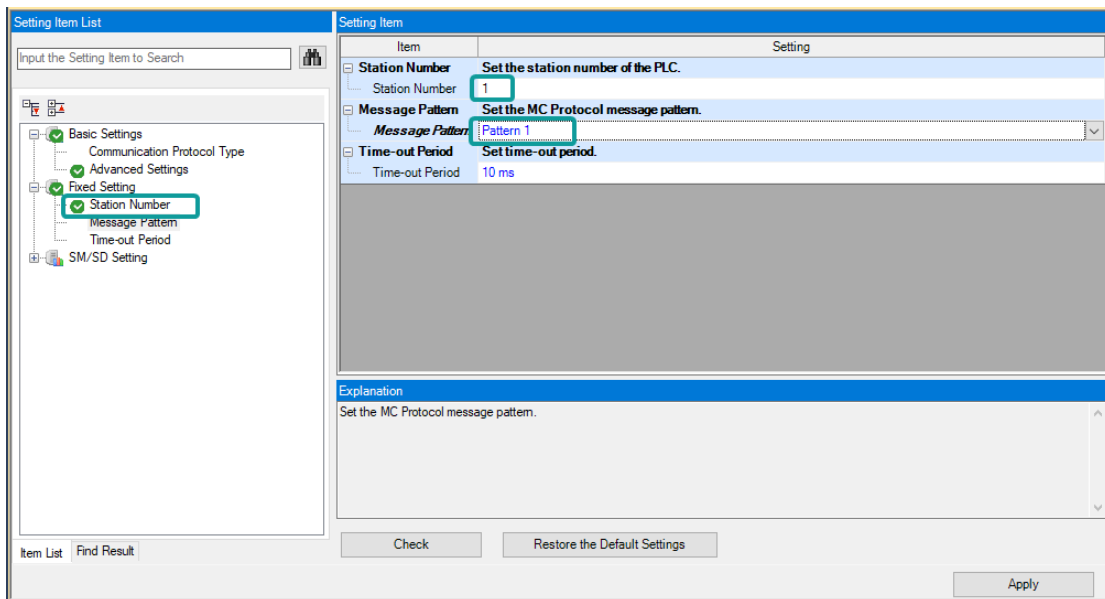 Setting Item List
Input the Setting Item to Search
Basic Settings
Communication Protocol Type
Advanced Settings
Fixed Setting
Station Number
Message Pattern
Time-out Period
SM/SD Setting
Item List Find Result
Setting Item
Item Setting
Station Number Set the station number of the PLC.
Station Number 1
Message Pattern Set the MC Protocol message pattern.
Message Pattern Pattern 1
Time-out Period Set time-out period.
Time-out Period 10 ms
Explanation
Set the MC Protocol message pattern.
Check Restore the Default Settings
Apply